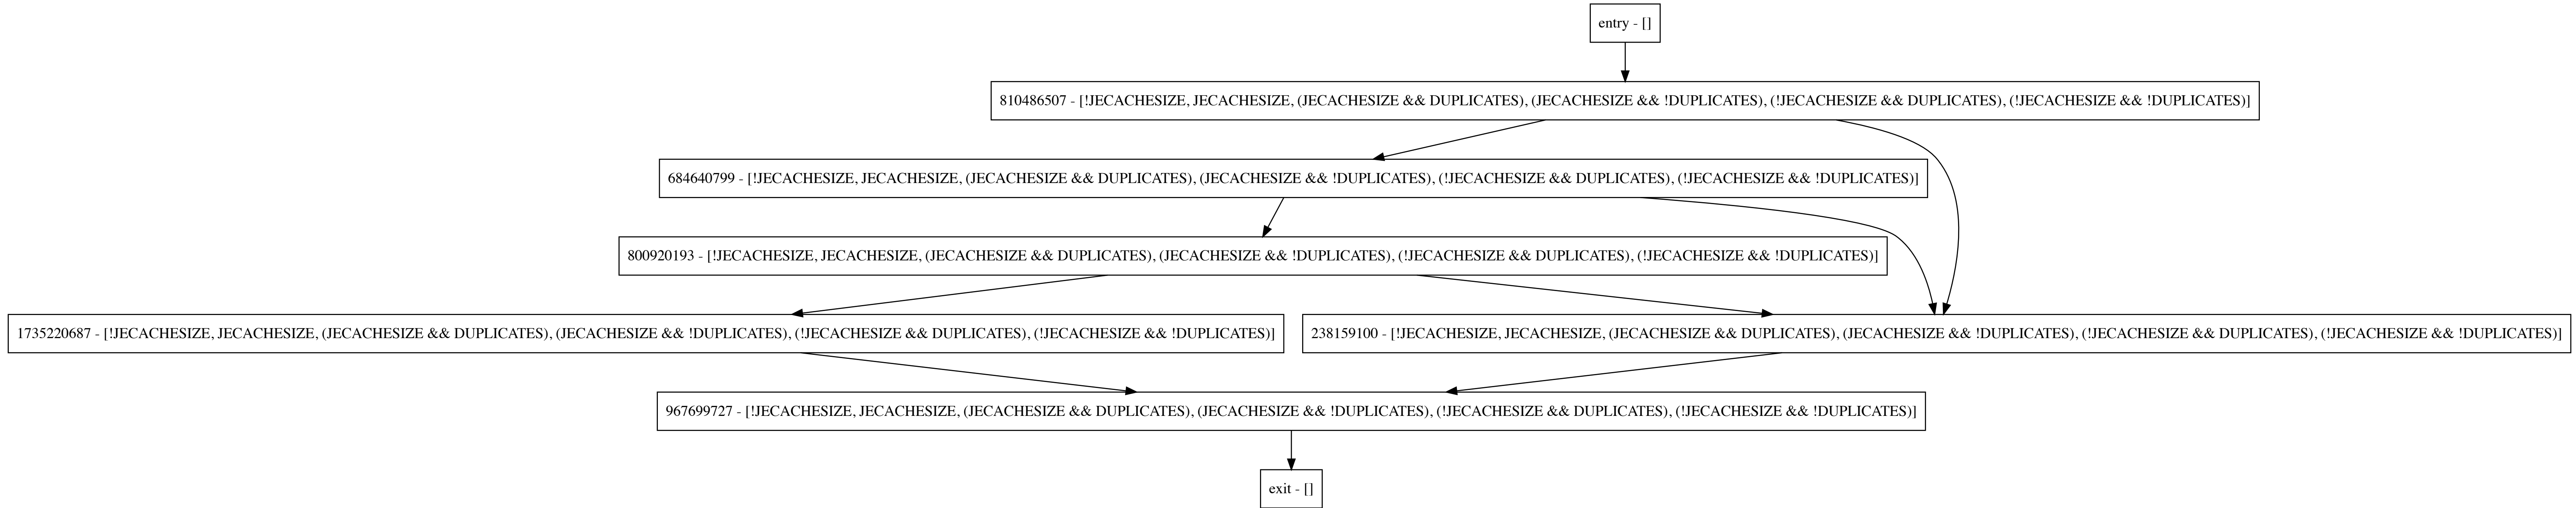 entry - []
810486507 - [!JECACHESIZE, JECACHESIZE, (JECACHESIZE && DUPLICATES), (JECACHESIZE && !DUPLICATES), (!JECACHESIZE && DUPLICATES), (!JECACHESIZE && !DUPLICATES)]
684640799 - [!JECACHESIZE, JECACHESIZE, (JECACHESIZE && DUPLICATES), (JECACHESIZE && !DUPLICATES), (!JECACHESIZE && DUPLICATES), (!JECACHESIZE && !DUPLICATES)]
800920193 - [!JECACHESIZE, JECACHESIZE, (JECACHESIZE && DUPLICATES), (JECACHESIZE && !DUPLICATES), (!JECACHESIZE && DUPLICATES), (!JECACHESIZE && !DUPLICATES)]
1735220687 - [!JECACHESIZE, JECACHESIZE, (JECACHESIZE && DUPLICATES), (JECACHESIZE && !DUPLICATES), (!JECACHESIZE && DUPLICATES), (!JECACHESIZE && !DUPLICATES)]
238159100 - [!JECACHESIZE, JECACHESIZE, (JECACHESIZE && DUPLICATES), (JECACHESIZE && !DUPLICATES), (!JECACHESIZE && DUPLICATES), (!JECACHESIZE && !DUPLICATES)]
967699727 - [!JECACHESIZE, JECACHESIZE, (JECACHESIZE && DUPLICATES), (JECACHESIZE && !DUPLICATES), (!JECACHESIZE && DUPLICATES), (!JECACHESIZE && !DUPLICATES)]
exit - []